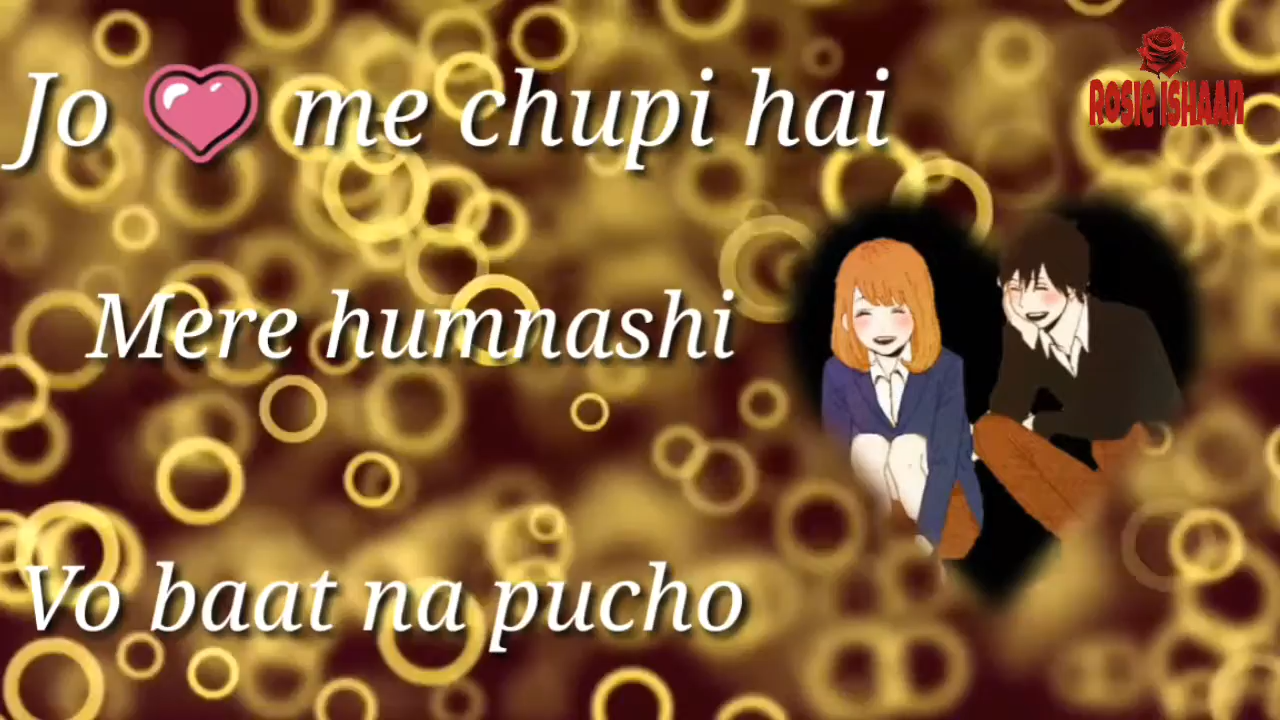 Jo 💗 me chupi hai
Rosie Ishaan
Mere humnashi
Vo baat na pucho